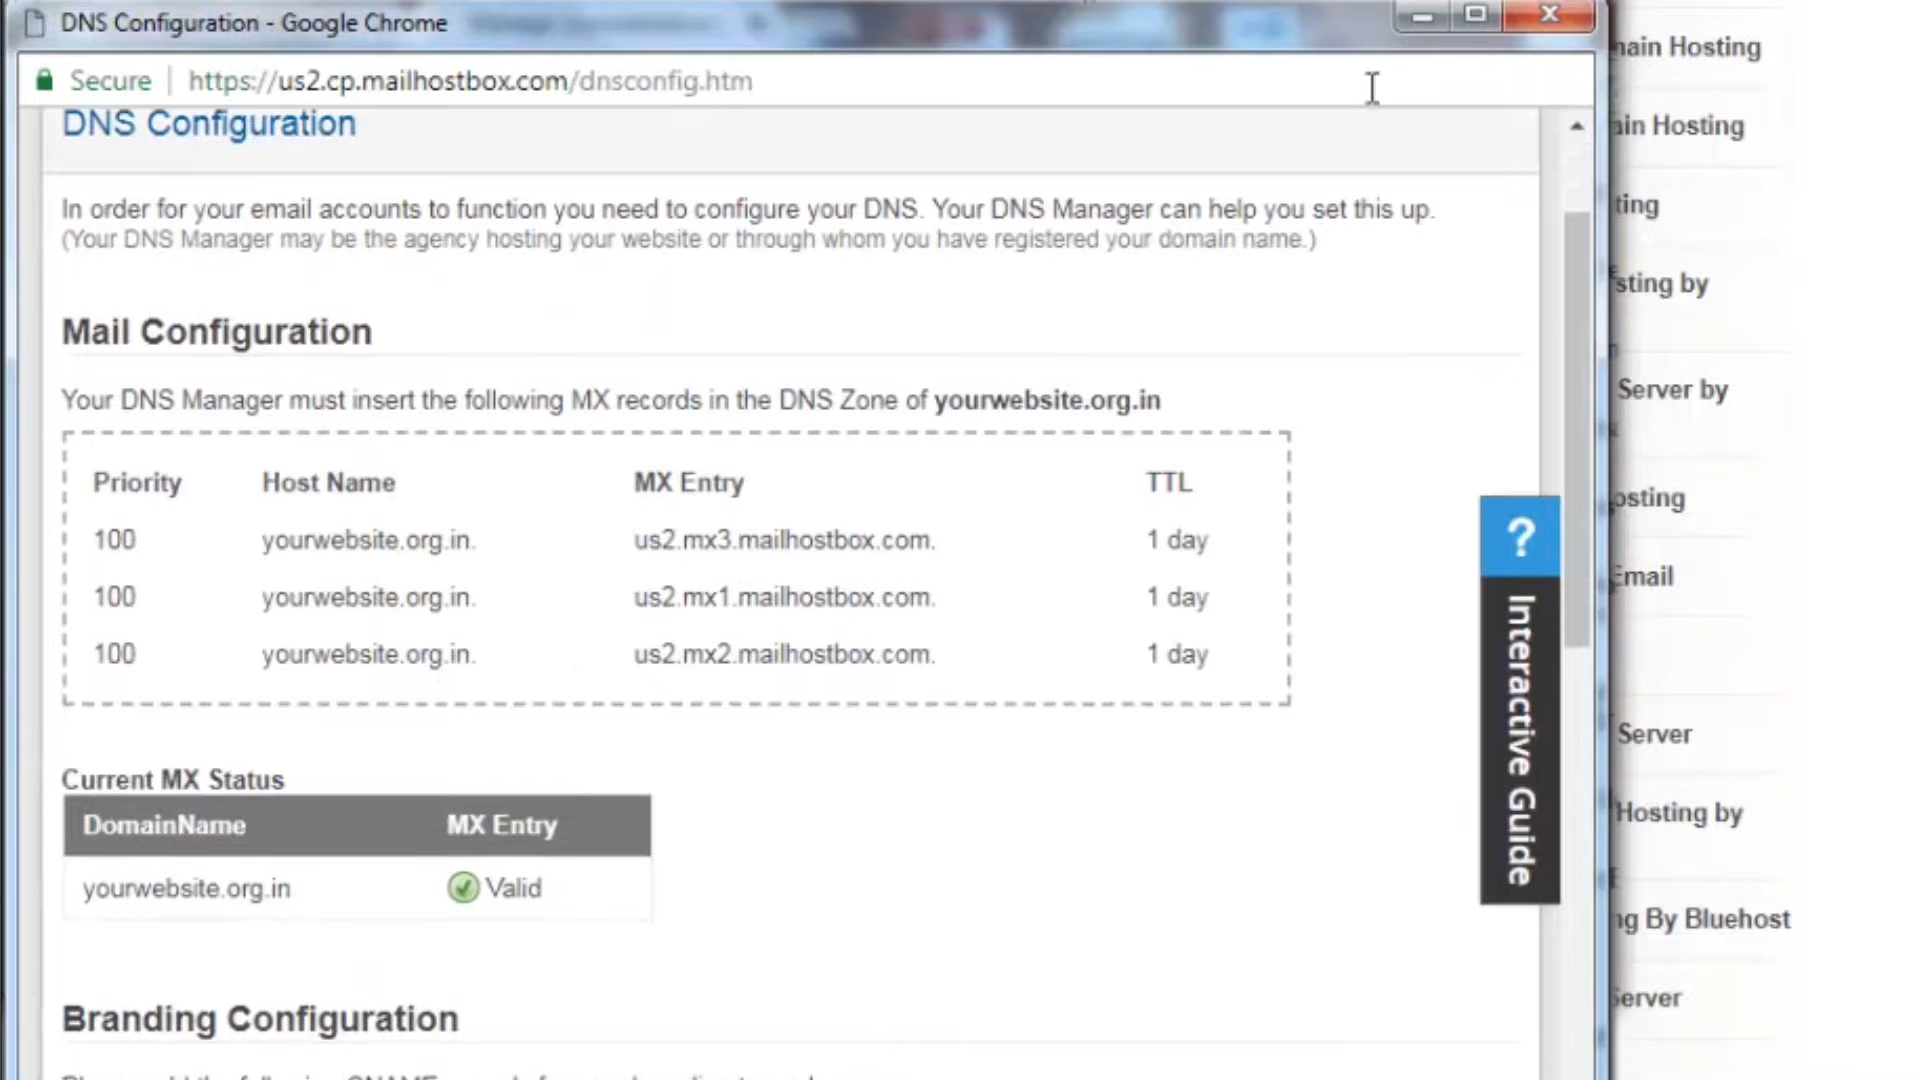 DNS Configuration - Google Chrome
Secure | https://us2.cp.mailhostbox.com/dnsconfig.htm
DNS Configuration
In order for your email accounts to function you need to configure your DNS. Your DNS Manager can help you set this up.
(Your DNS Manager may be the agency hosting your website or through whom you have registered your domain name.)
Mail Configuration
Your DNS Manager must insert the following MX records in the DNS Zone of yourwebsite.org.in
Priority Host Name MX Entry TTL
100 yourwebsite.org.in. us2.mx3.mailhostbox.com. 1 day
100 yourwebsite.org.in. us2.mx1.mailhostbox.com. 1 day
100 yourwebsite.org.in. us2.mx2.mailhostbox.com. 1 day
Current MX Status
DomainName MX Entry
yourwebsite.org.in Valid
Branding Configuration
?
Interactive Guide
Hosting
Hosting
by
Server by
Email
Server
Hosting by
By Bluehost
Server